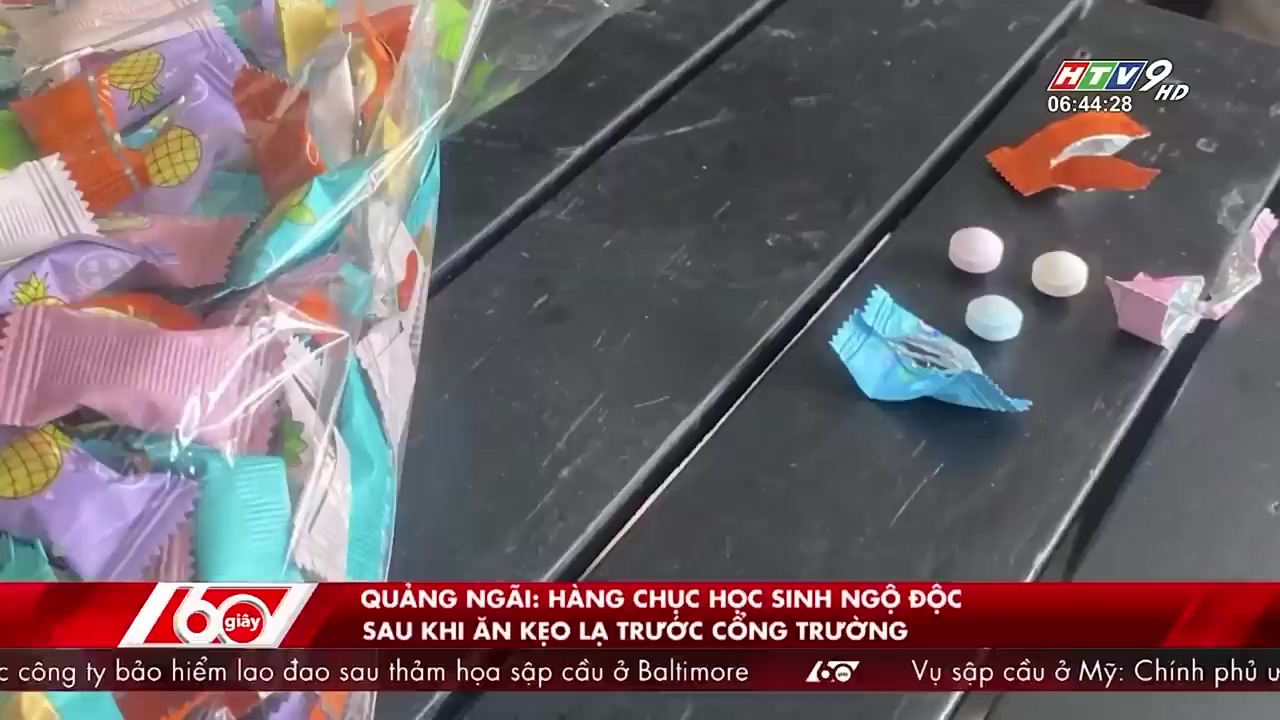 HTV9 HD
06:44:28
60 giây
QUẢNG NGÃI: HÀNG CHỤC HỌC SINH NGỘ ĐỘC
SAU KHI ĂN KẸO LẠ TRƯỚC CỔNG TRƯỜNG
công ty bảo hiểm lao đao sau thảm họa sập cầu ở Baltimore 60 giây Vụ sập cầu ở Mỹ: Chính phủ